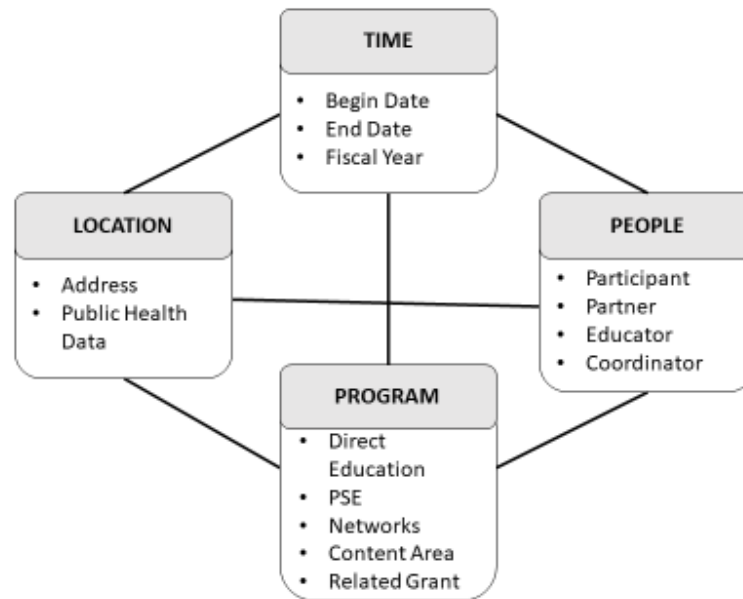 TIME
• Begin Date
• End Date
• Fiscal Year
LOCATION
• Address
• Public Health
Data
PEOPLE
• Participant
• Partner
• Educator
• Coordinator
PROGRAM
• Direct
Education
• PSE
• Networks
• Content Area
• Related Grant